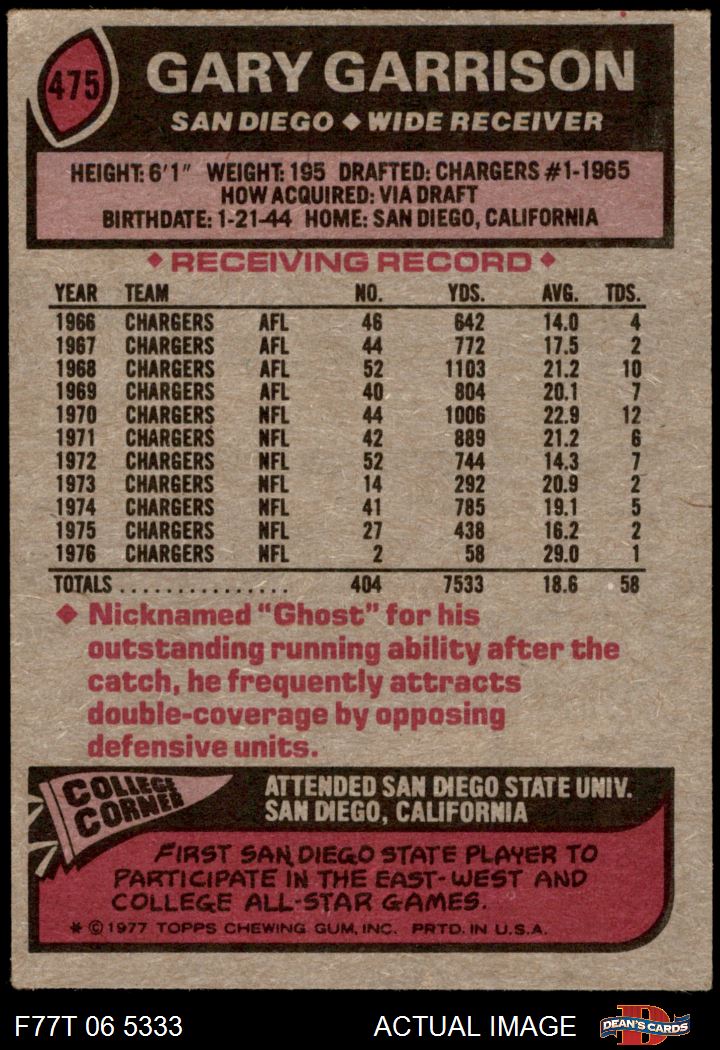 475
GARY GARRISON
SAN DIEGO ◆ WIDE RECEIVER
HEIGHT: 6'1" WEIGHT: 195 DRAFTED: CHARGERS #1-1965
HOW ACQUIRED: VIA DRAFT
BIRTHDATE: 1-21-44 HOME: SAN DIEGO, CALIFORNIA
◆ RECEIVING RECORD ◆
YEAR TEAM NO. YDS. AVG. TDS.
1966 CHARGERS AFL 46 642 14.0 4
1967 CHARGERS AFL 44 772 17.5 2
1968 CHARGERS AFL 52 1103 21.2 10
1969 CHARGERS AFL 40 804 20.1 7
1970 CHARGERS NFL 44 1006 22.9 12
1971 CHARGERS NFL 42 889 21.2 6
1972 CHARGERS NFL 52 744 14.3 7
1973 CHARGERS NFL 14 292 20.9 2
1974 CHARGERS NFL 41 785 19.1 5
1975 CHARGERS NFL 27 438 16.2 2
1976 CHARGERS NFL 2 58 29.0 1
TOTALS ............... 404 7533 18.6 58
◆ Nicknamed "Ghost" for his
outstanding running ability after the
catch, he frequently attracts
double-coverage by opposing
defensive units.
COLLEGE
CORNER
ATTENDED SAN DIEGO STATE UNIV.
SAN DIEGO, CALIFORNIA
FIRST SAN DIEGO STATE PLAYER TO
PARTICIPATE IN THE EAST-WEST AND
COLLEGE ALL-STAR GAMES.
* © 1977 TOPPS CHEWING GUM, INC. PRTD. IN U.S.A.
F77T 06 5333
ACTUAL IMAGE
D
DEAN'S CARDS